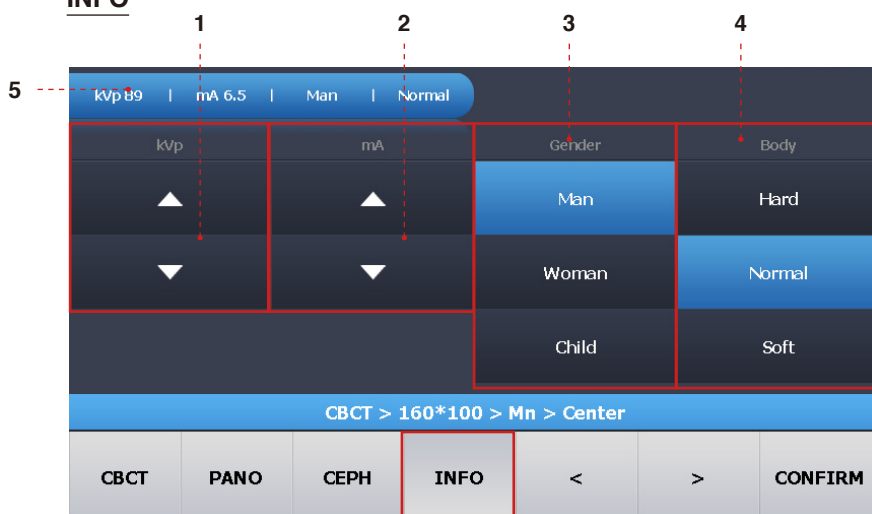 INFO
1 2 3 4
5
kVp 89 | mA 6.5 | Man | Normal
kVp mA Gender Body
Man Hard
Woman Normal
Child Soft
CBCT > 160*100 > Mn > Center
CBCT PANO CEPH INFO < > CONFIRM